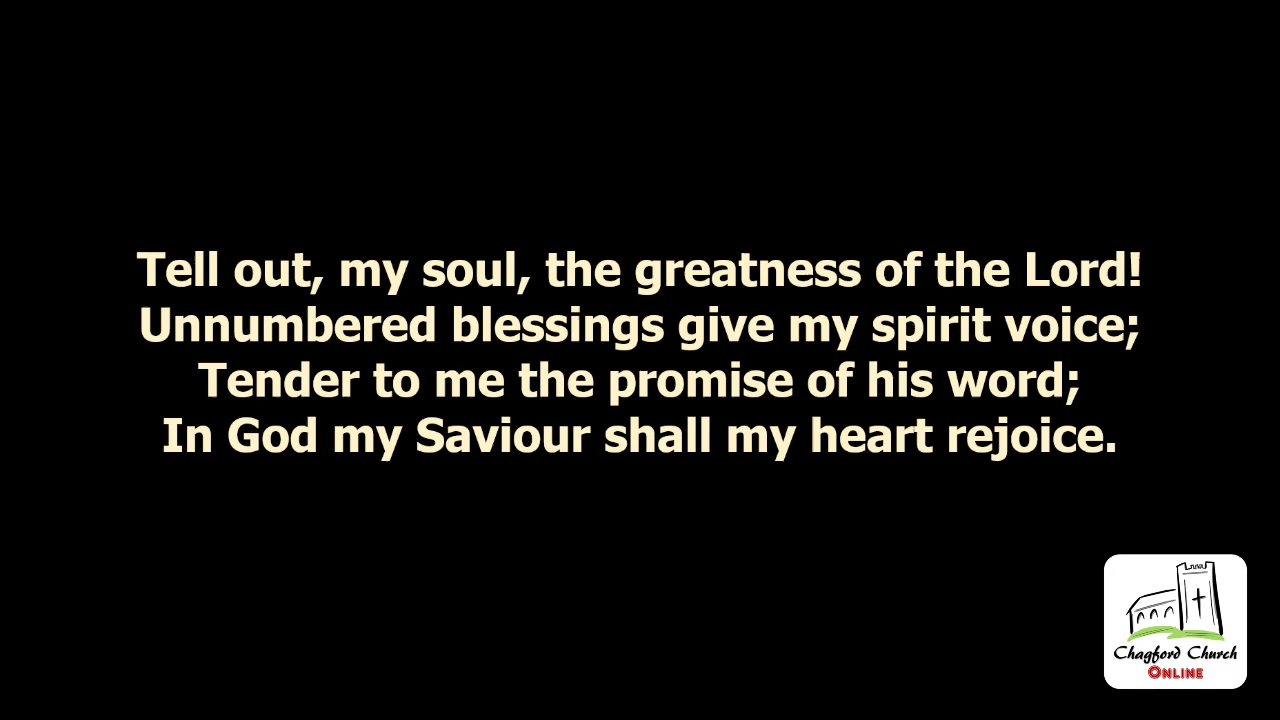 Tell out, my soul, the greatness of the Lord!
Unnumbered blessings give my spirit voice;
Tender to me the promise of his word;
In God my Saviour shall my heart rejoice.
Chagford Church
ONLINE